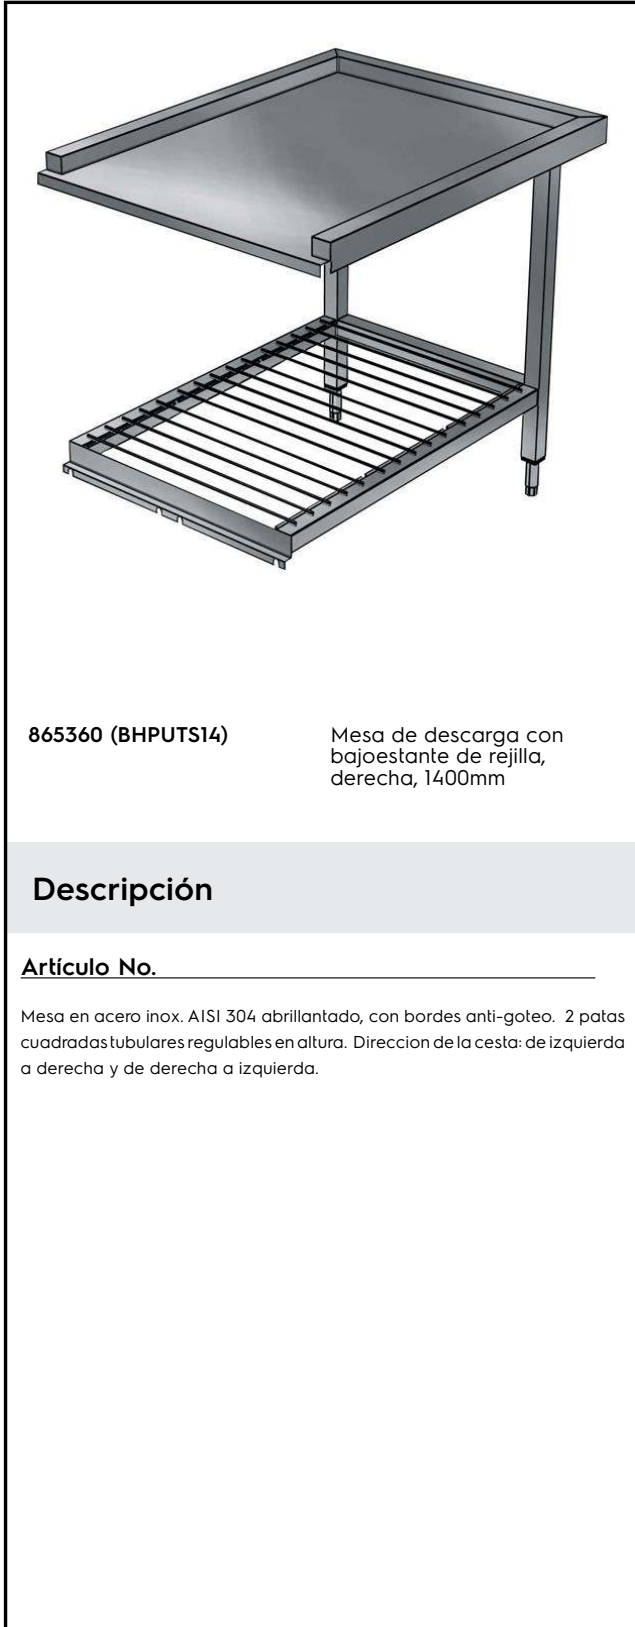 865360 (BHPUTS14)
Mesa de descarga con
bajoestante de rejilla,
derecha, 1400mm
Descripción
Artículo No.
Mesa en acero inox. AISI 304 abrillantado, con bordes anti-goteo. 2 patas
cuadradas tubulares regulables en altura. Direccion de la cesta: de izquierda
a derecha y de derecha a izquierda.